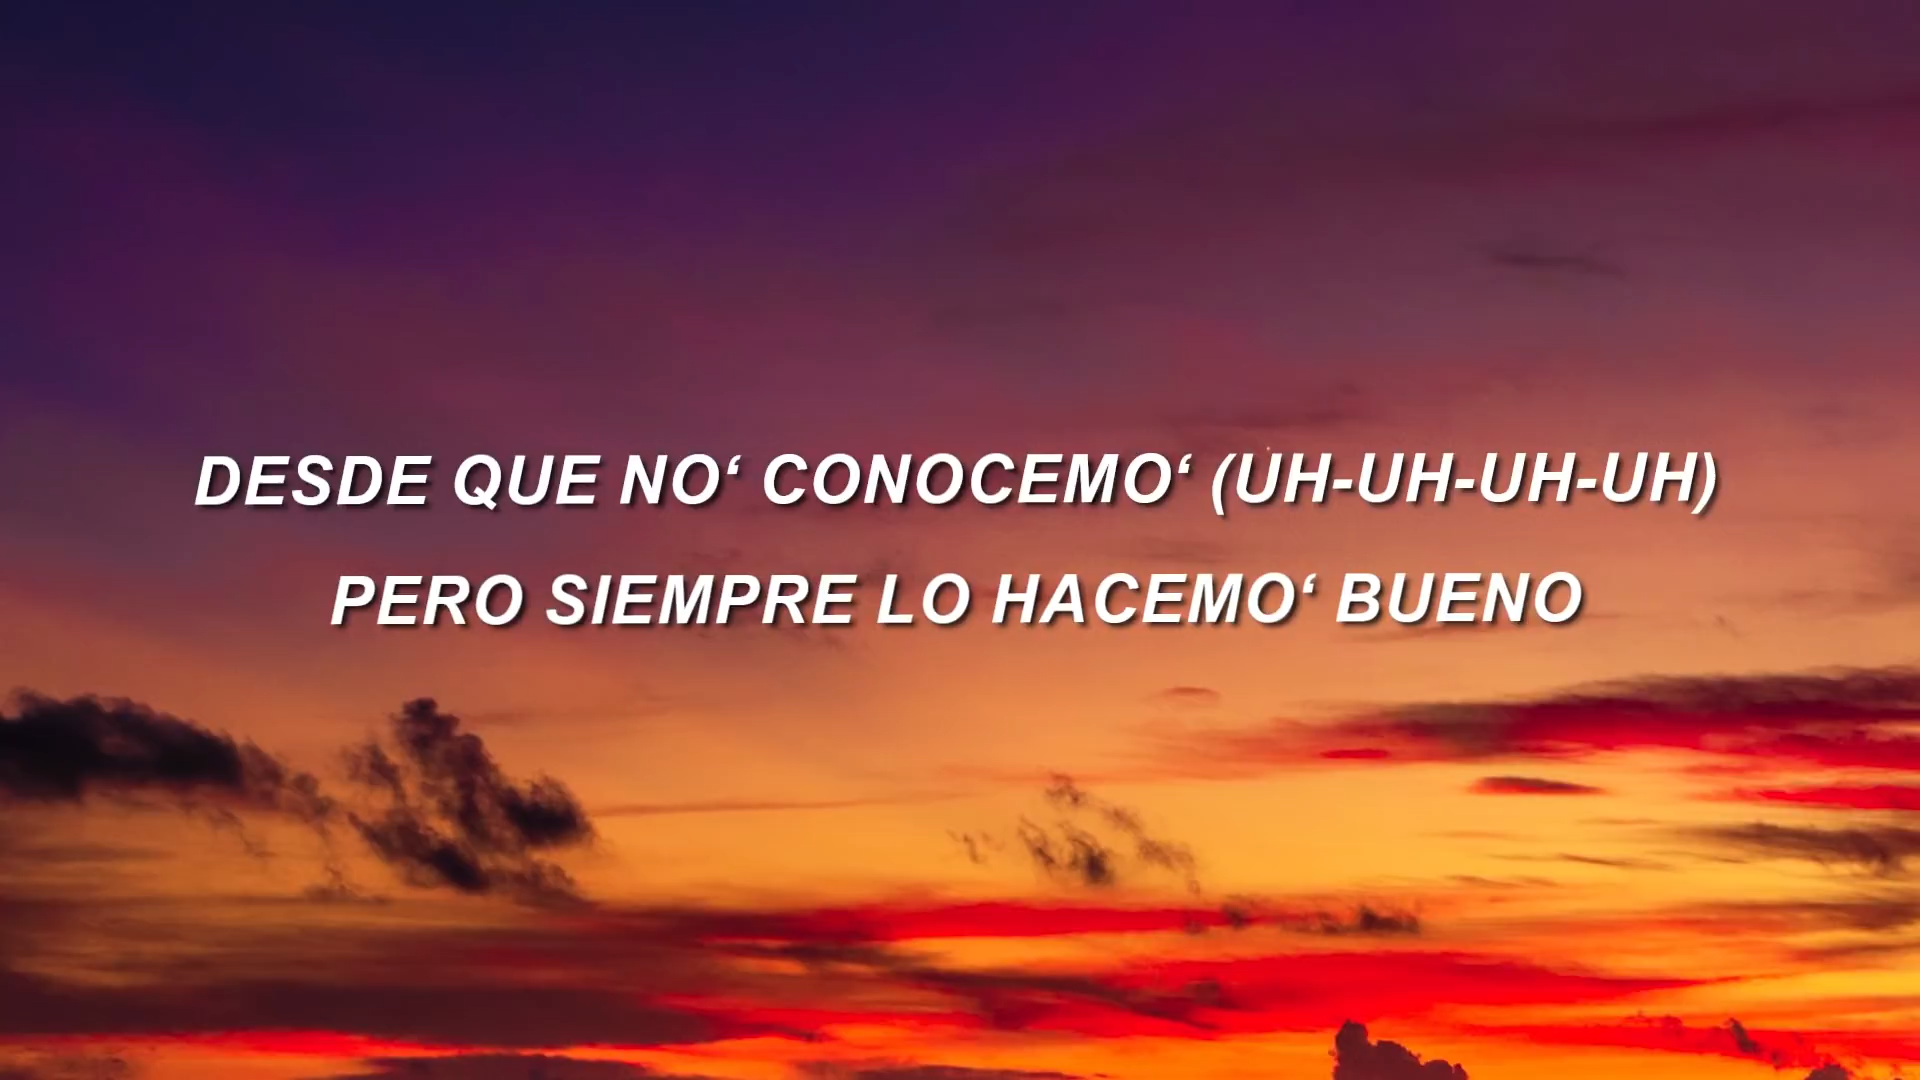 DESDE QUE NO‘ CONOCEMO‘ (UH-UH-UH-UH)
PERO SIEMPRE LO HACEMO‘ BUENO